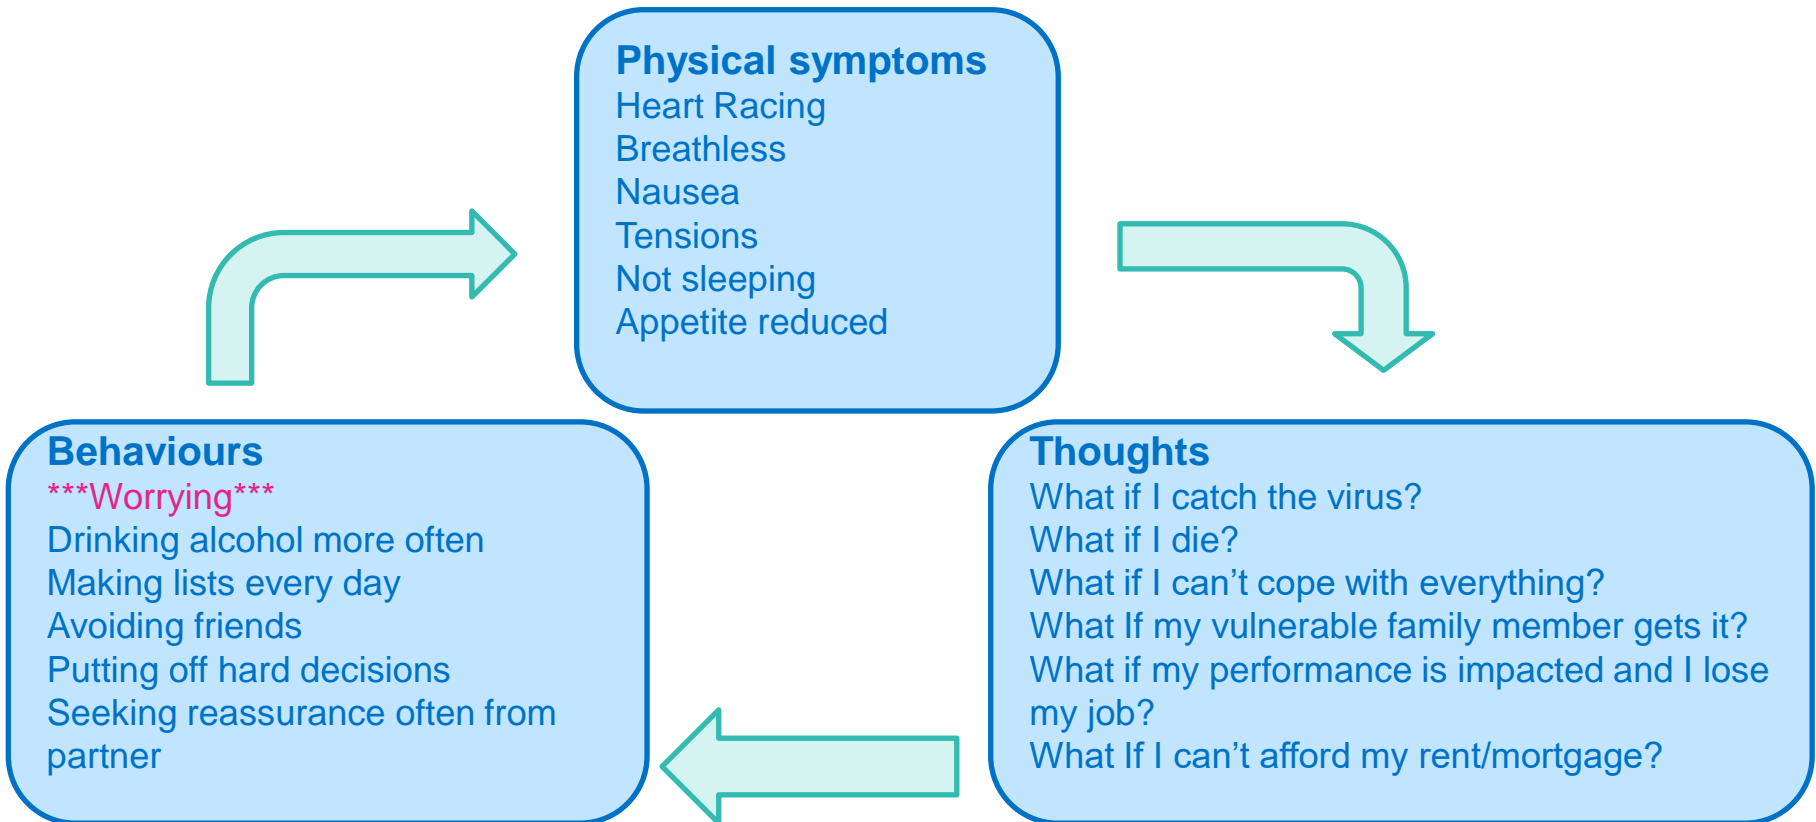 Physical symptoms
Heart Racing
Breathless
Nausea
Tensions
Not sleeping
Appetite reduced
Behaviours
***Worrying***
Drinking alcohol more often
Making lists every day
Avoiding friends
Putting off hard decisions
Seeking reassurance often from
partner
Thoughts
What if I catch the virus?
What if I die?
What if I can’t cope with everything?
What If my vulnerable family member gets it?
What if my performance is impacted and I lose
my job?
What If I can’t afford my rent/mortgage?